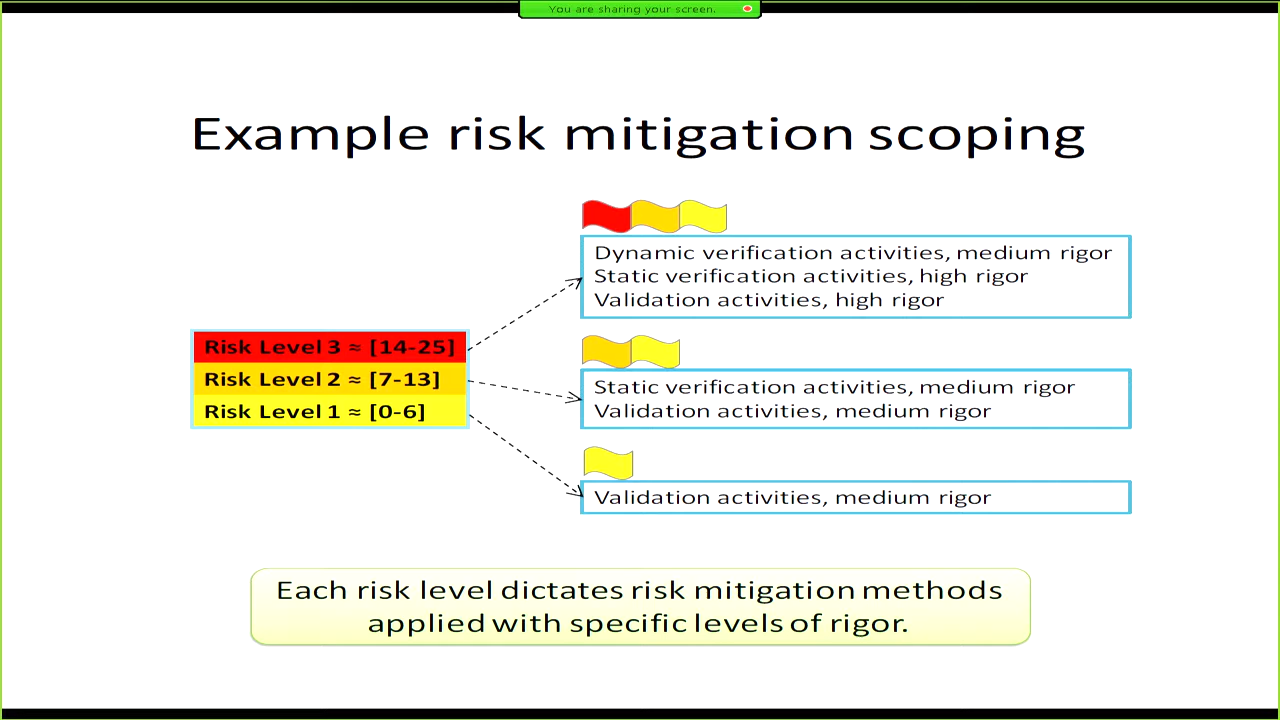 You are sharing your screen.
Example risk mitigation scoping
Dynamic verification activities, medium rigor
Static verification activities, high rigor
Validation activities, high rigor
Risk Level 3 ≈ [14-25]
Risk Level 2 ≈ [7-13]
Risk Level 1 ≈ [0-6]
Static verification activities, medium rigor
Validation activities, medium rigor
Validation activities, medium rigor
Each risk level dictates risk mitigation methods
applied with specific levels of rigor.